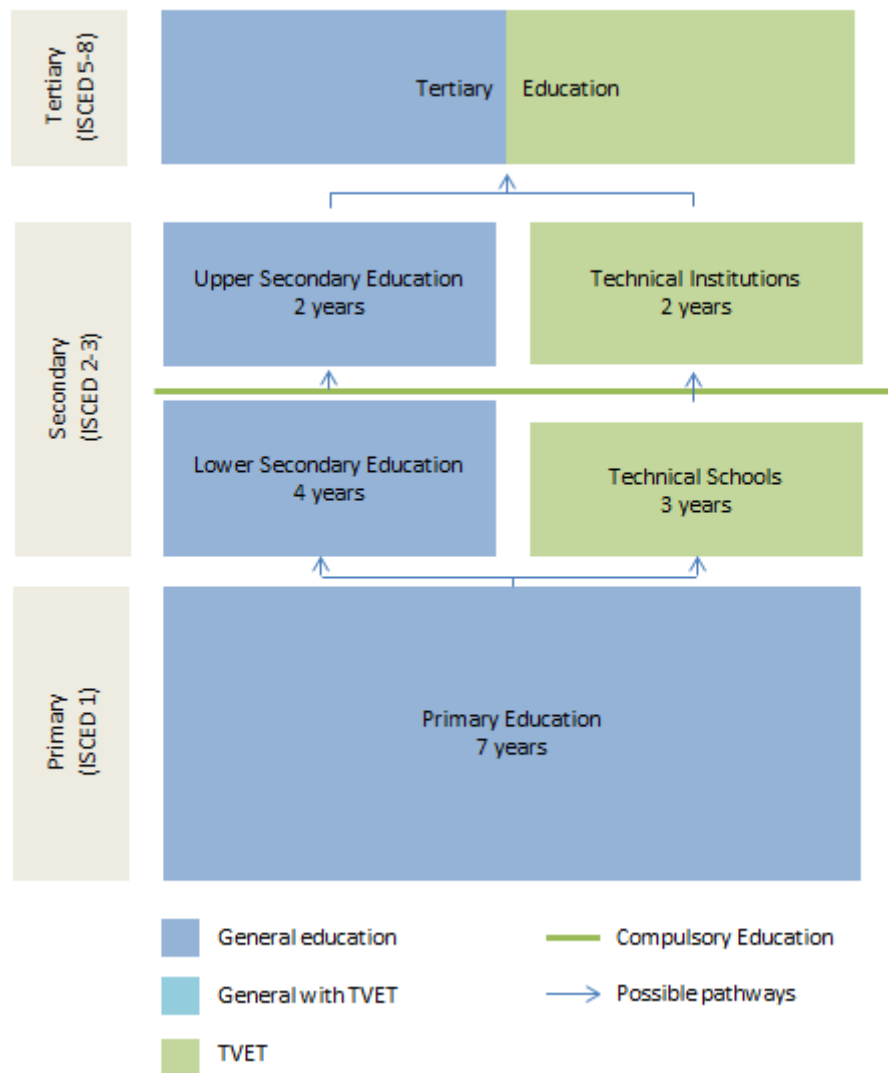 Tertiary
(ISCED 5-8)
Tertiary Education
Secondary
(ISCED 2-3)
Upper Secondary Education
2 years
Technical Institutions
2 years
Lower Secondary Education
4 years
Technical Schools
3 years
Primary
(ISCED 1)
Primary Education
7 years
General education
Compulsory Education
General with TVET
Possible pathways
TVET